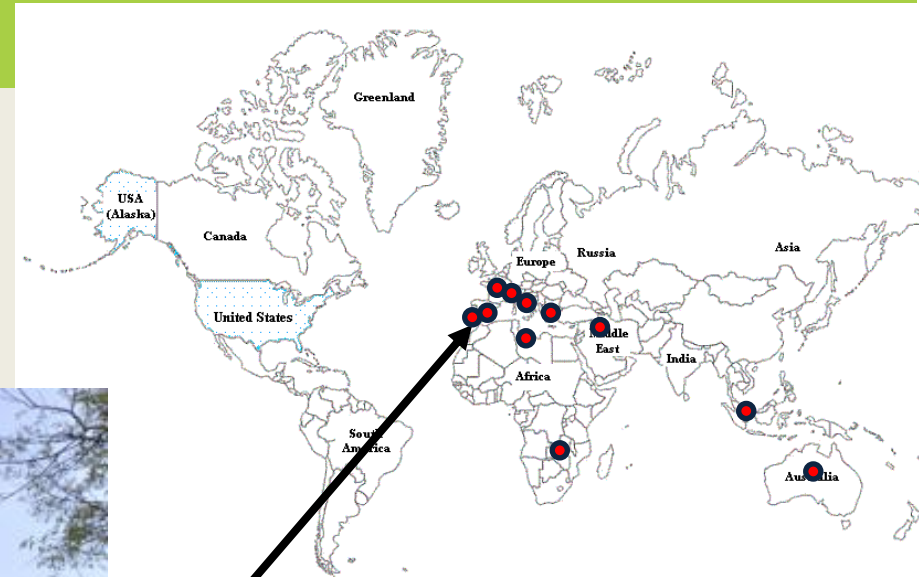 Greenland
USA
(Alaska)
Canada
Europe
Russia
Asia
United States
Middle
East
India
Africa
South
America
Australia